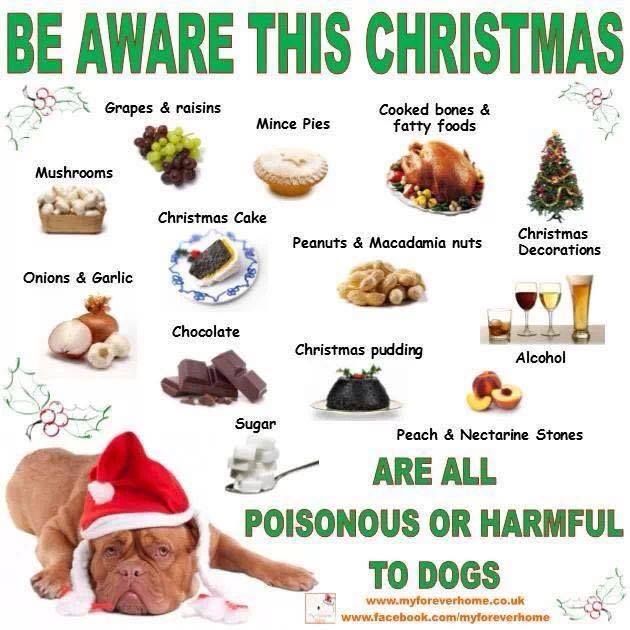 BE AWARE THIS CHRISTMAS
Grapes & raisins
Mince Pies
Cooked bones &
fatty foods
Mushrooms
Christmas Cake
Peanuts & Macadamia nuts
Christmas
Decorations
Onions & Garlic
Chocolate
Christmas pudding
Alcohol
Sugar
Peach & Nectarine Stones
ARE ALL
POISONOUS OR HARMFUL
TO DOGS
www.myforeverhome.co.uk
www.facebook.com/myforeverhome